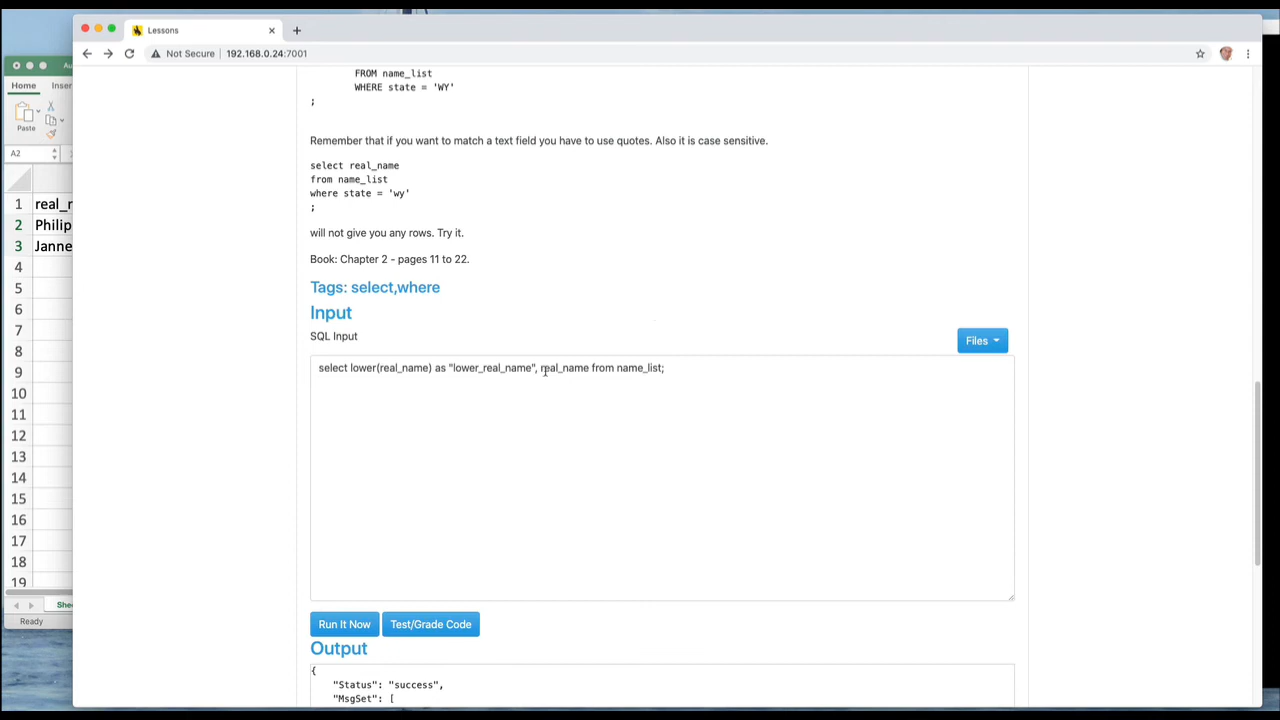 Lessons
Not Secure 192.168.0.24:7001
Home Inser
Paste
A2
FROM name_list
WHERE state = 'WY'
;
Remember that if you want to match a text field you have to use quotes. Also it is case sensitive.
select real_name
from name_list
where state = 'wy'
;
will not give you any rows. Try it.
Book: Chapter 2 - pages 11 to 22.
Tags: select,where
Input
SQL Input
Files
select lower(real_name) as "lower_real_name", real_name from name_list;
Run It Now Test/Grade Code
Output
{
"Status": "success",
"MsgSet": [
1 real_n
2 Philip
3 Janne
4
5
6
7
8
9
10
11
12
13
14
15
16
17
18
19
Shee
Ready